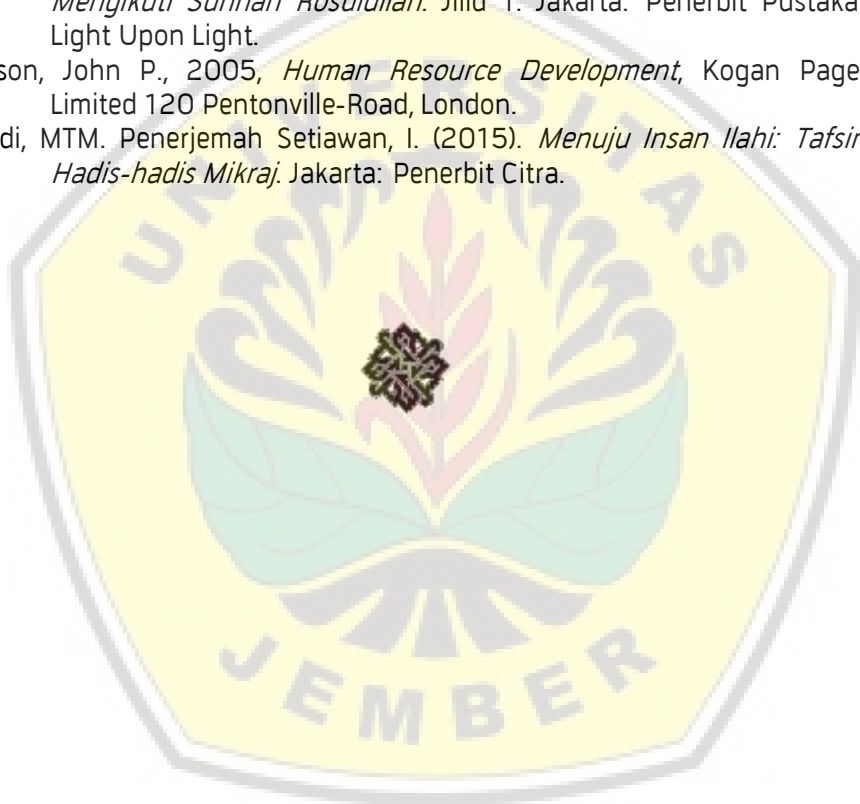 Mengikuti Sunnah Rosulullah. Jilid 1. Jakarta: Penerbit Pustaka
Light Upon Light.
son, John P., 2005, Human Resource Development, Kogan Page
Limited 120 Pentonville-Road, London.
di, MTM. Penerjemah Setiawan, I. (2015). Menuju Insan Ilahi: Tafsir
Hadis-hadis Mikraj. Jakarta: Penerbit Citra.
UNIVERSITAS
JEMBER